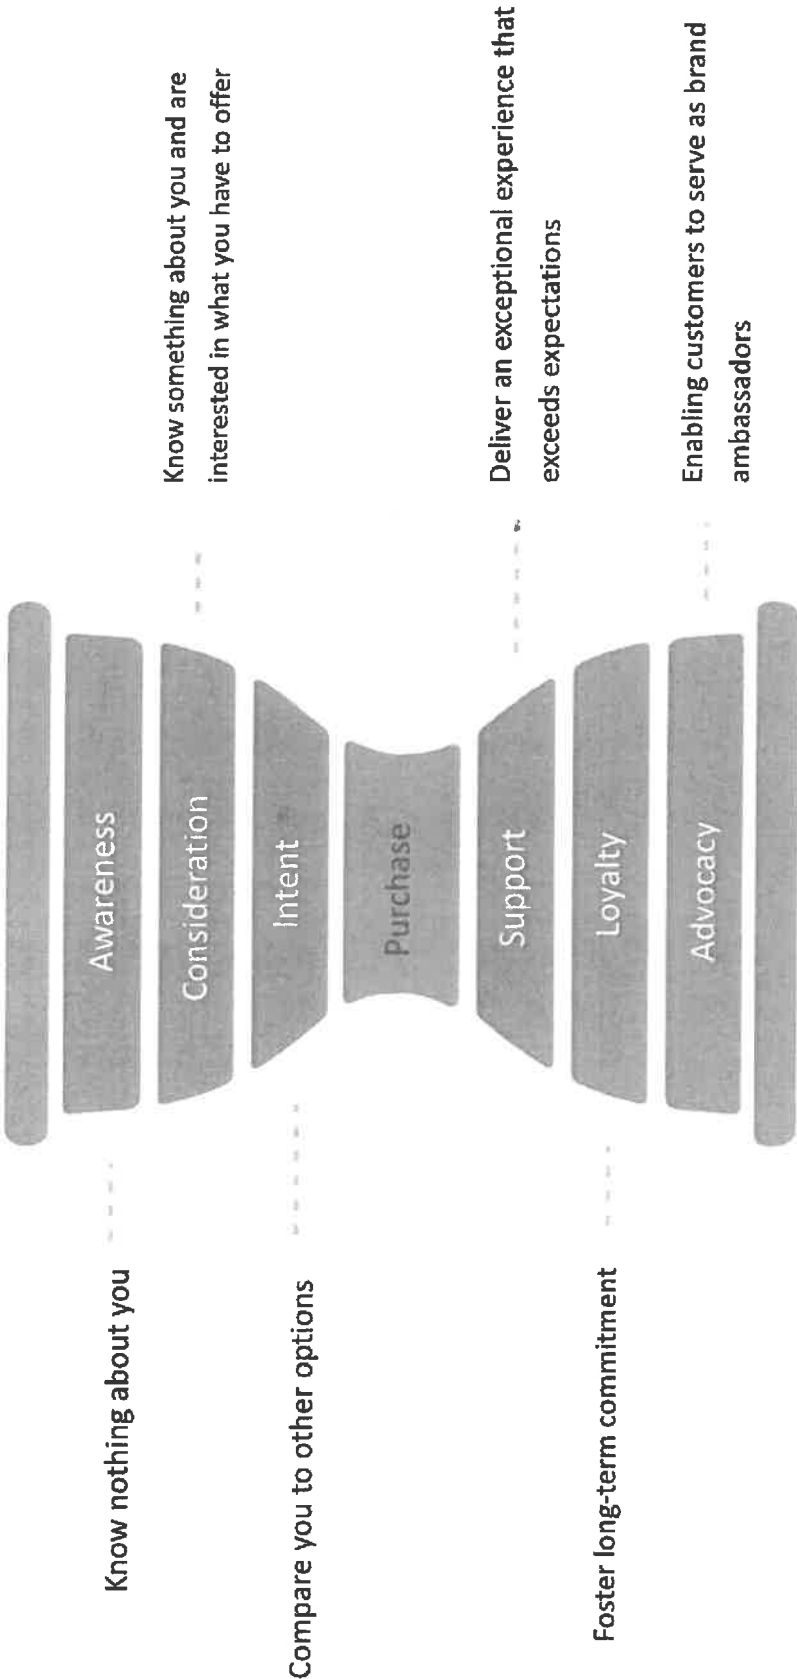 Know nothing about you
Awareness
Consideration
Know something about you and are
interested in what you have to offer
Compare you to other options
Intent
Purchase
Support
Deliver an exceptional experience that
exceeds expectations
Foster long-term commitment
Loyalty
Advocacy
Enabling customers to serve as brand
ambassadors